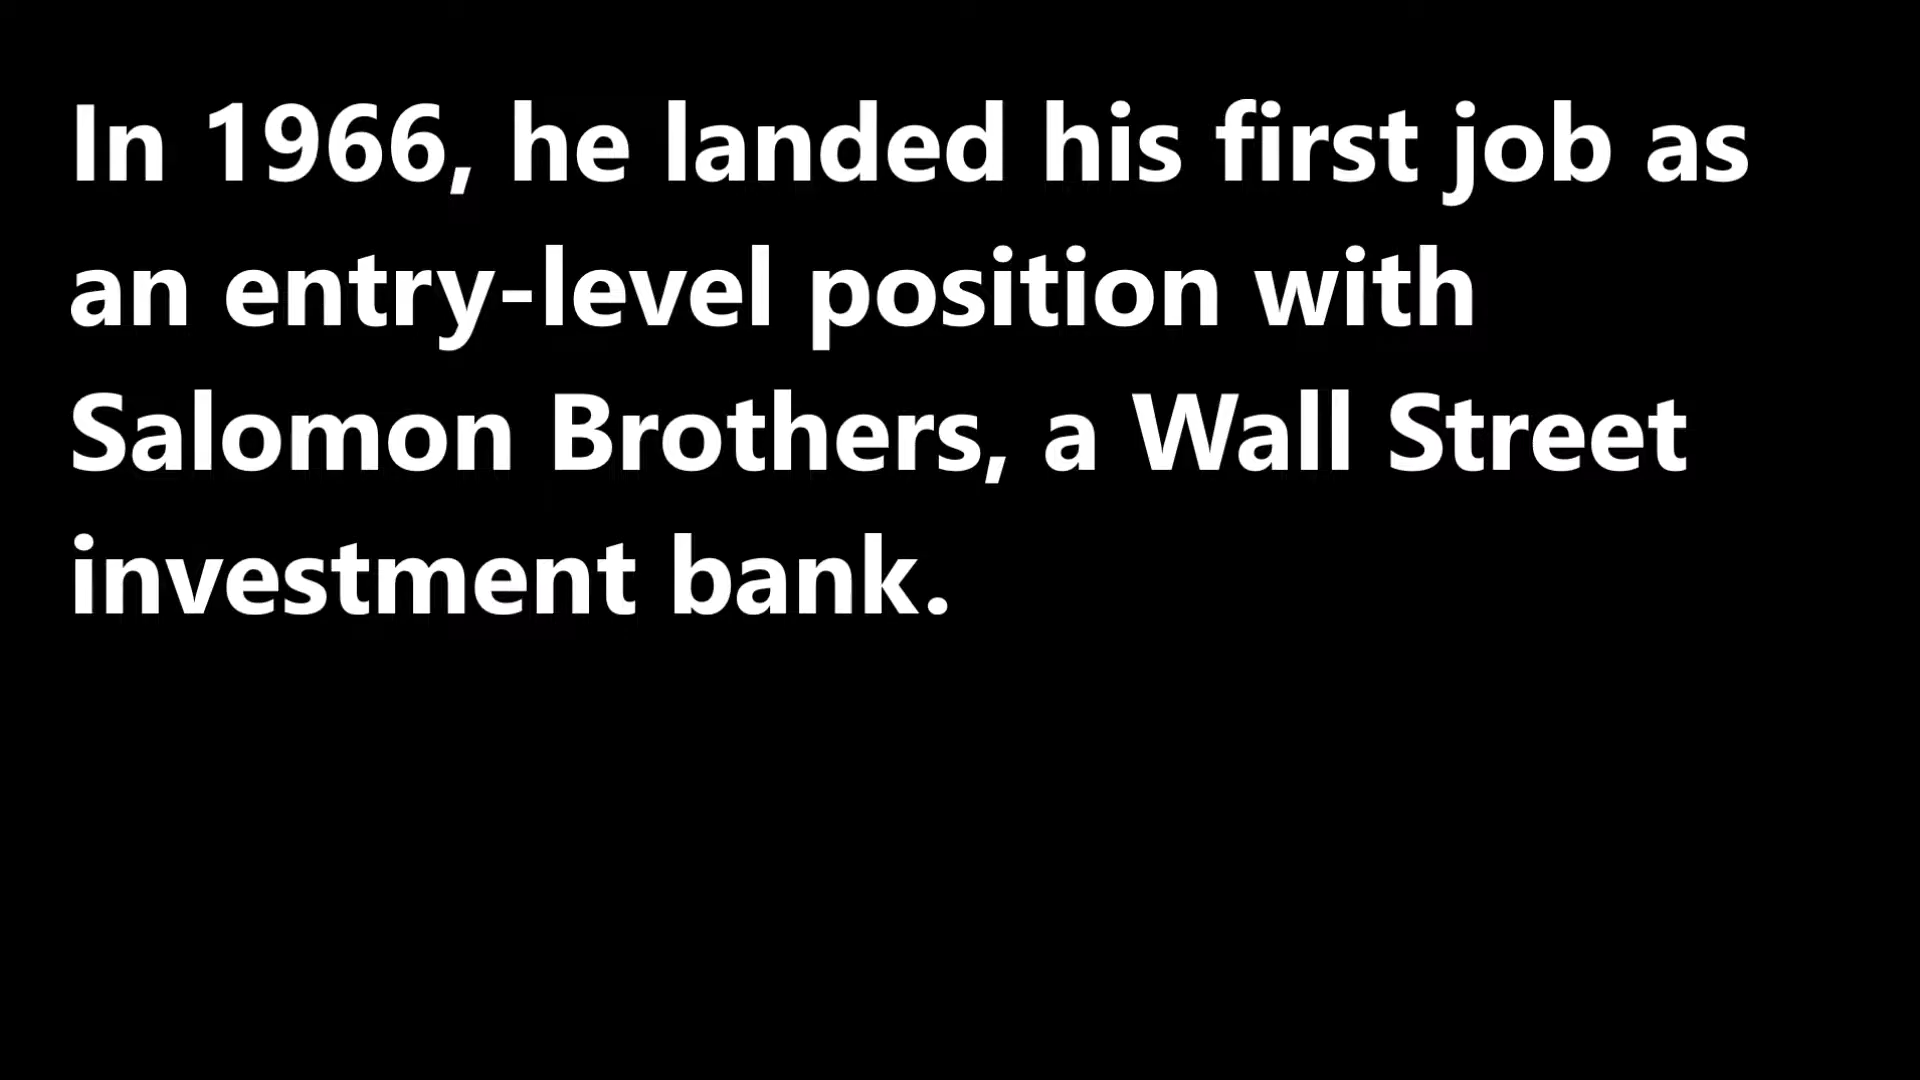 In 1966, he landed his first job as
an entry-level position with
Salomon Brothers, a Wall Street
investment bank.